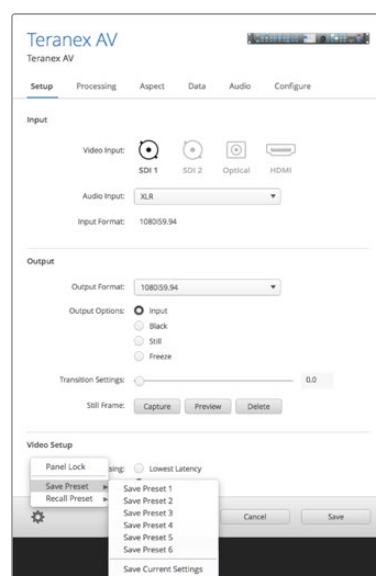 Teranex AV
Teranex AV
Setup Processing Aspect Data Audio Configure
Input
Video Input:
SDI 1 SDI 2 Optical HDMI
Audio Input: XLR
Input Format: 1080i59.94
Output
Output Format: 1080i59.94
Output Options: Input
Black
Still
Freeze
Transition Settings: 0.0
Still Frame: Capture Preview Delete
Video Setup
Panel Lock
sing: Lowest Latency
Save Preset
Recall Preset
Save Preset 1
Save Preset 2
Save Preset 3
Save Preset 4
Save Preset 5
Save Preset 6
Save Current Settings
Cancel Save